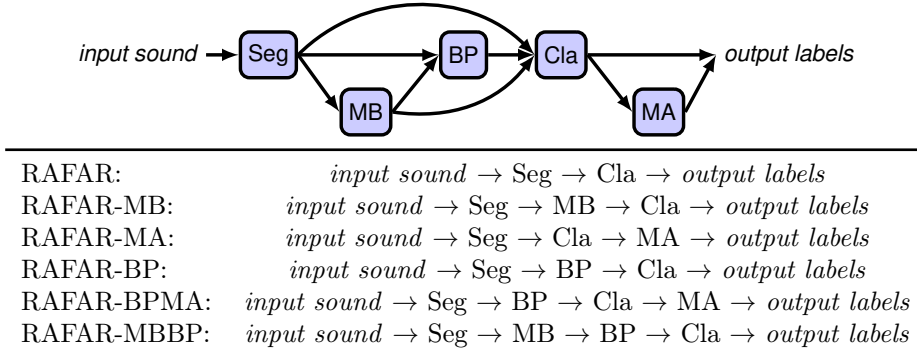 input sound Seg BP Cla output labels
MB MA
RAFAR: input sound → Seg → Cla → output labels
RAFAR-MB: input sound → Seg → MB → Cla → output labels
RAFAR-MA: input sound → Seg → Cla → MA → output labels
RAFAR-BP: input sound → Seg → BP → Cla → output labels
RAFAR-BPMA: input sound → Seg → BP → Cla → MA → output labels
RAFAR-MBBP: input sound → Seg → MB → BP → Cla → output labels